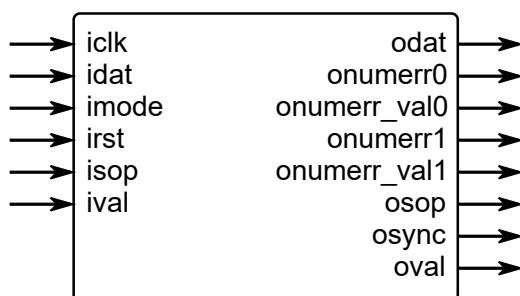 iclk odat
idat onumerr0
imode onumerr_val0
irst onumerr1
isop onumerr_val1
ival osop
osync
oval